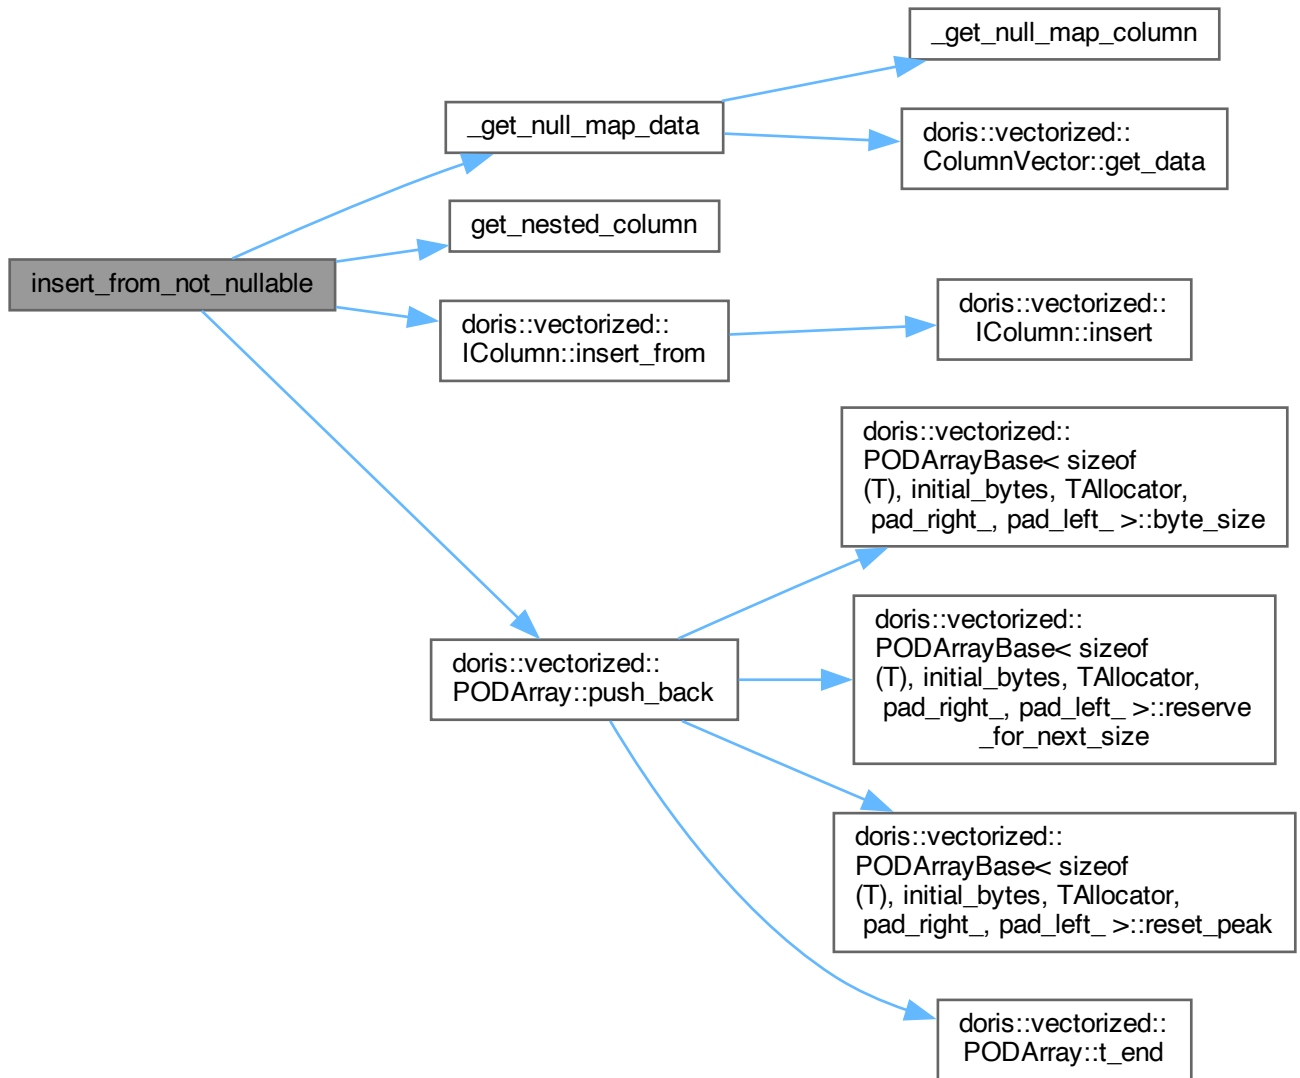 _get_null_map_column
_get_null_map_data
doris::vectorized::
ColumnVector::get_data
get_nested_column
insert_from_not_nullable
doris::vectorized::
IColumn::insert_from
doris::vectorized::
IColumn::insert
doris::vectorized::
PODArrayBase< sizeof
(T), initial_bytes, TAllocator,
pad_right_, pad_left_ >::byte_size
doris::vectorized::
PODArrayBase< sizeof
(T), initial_bytes, TAllocator,
pad_right_, pad_left_ >::reserve
_for_next_size
doris::vectorized::
PODArray::push_back
doris::vectorized::
PODArrayBase< sizeof
(T), initial_bytes, TAllocator,
pad_right_, pad_left_ >::reset_peak
doris::vectorized::
PODArray::t_end